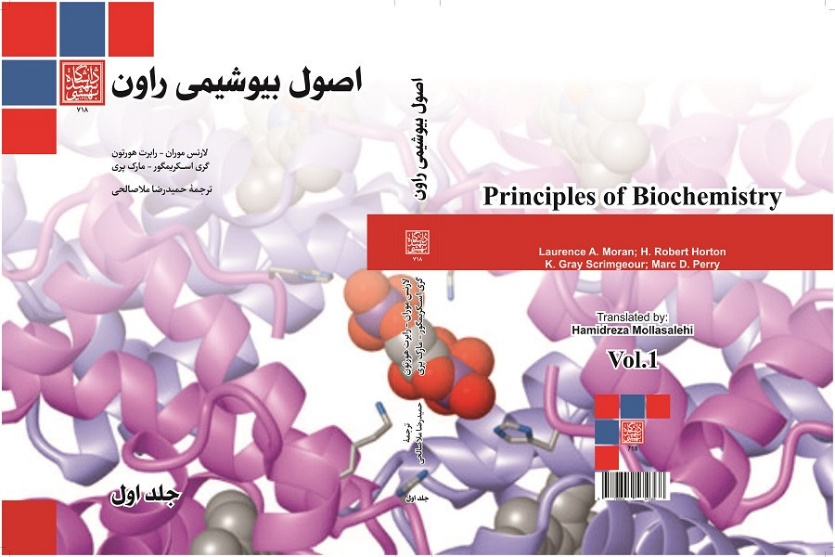 اصول بیوشیمی راون
۷۱۸
لارنس موران - رابرت هورتون
گری اسکریمگور - مارک پری
ترجمهٔ حمیدرضا ملاصالحی
جلد اول
اصول بیوشیمی راون
۷۱۸
لارنس موران - رابرت هورتون
گری اسکریمگور - مارک پری
ترجمهٔ
حمیدرضا ملاصالحی
جلد اول
Principles of Biochemistry
Laurence A. Moran; H. Robert Horton
K. Gray Scrimgeour; Marc D. Perry
Translated by:
Hamidreza Mollasalehi
Vol.1
718